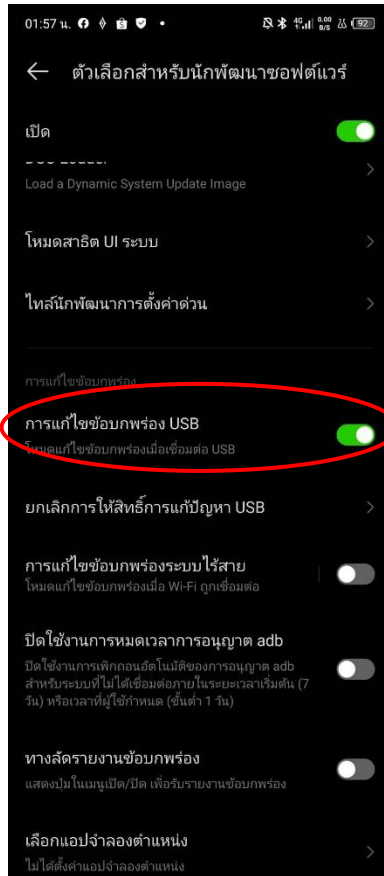 01:57 น.
4G
0.00
B/S
92
ตัวเลือกสำหรับนักพัฒนาซอฟต์แวร์
เปิด
Load a Dynamic System Update Image
โหมดสาธิต UI ระบบ
ไทล์นักพัฒนาการตั้งค่าด่วน
การแก้ไขข้อบกพร่อง
การแก้ไขข้อบกพร่อง USB
โหมดแก้ไขข้อบกพร่องเมื่อเชื่อมต่อ USB
ยกเลิกการให้สิทธิ์การแก้ปัญหา USB
การแก้ไขข้อบกพร่องระบบไร้สาย
โหมดแก้ไขข้อบกพร่องเมื่อ Wi-Fi ถูกเชื่อมต่อ
ปิดใช้งานการหมดเวลาการอนุญาต adb
ปิดใช้งานการเพิกถอนอัตโนมัติของการอนุญาต adb
สำหรับระบบที่ไม่ได้เชื่อมต่อภายในระยะเวลาเริ่มต้น (7
วัน) หรือเวลาที่ผู้ใช้กำหนด (ขั้นต่ำ 1 วัน)
ทางลัดรายงานข้อบกพร่อง
แสดงปุ่มในเมนูเปิด/ปิด เพื่อรับรายงานข้อบกพร่อง
เลือกแอปจำลองตำแหน่ง
ไม่ได้ตั้งค่าแอปจำลองตำแหน่ง